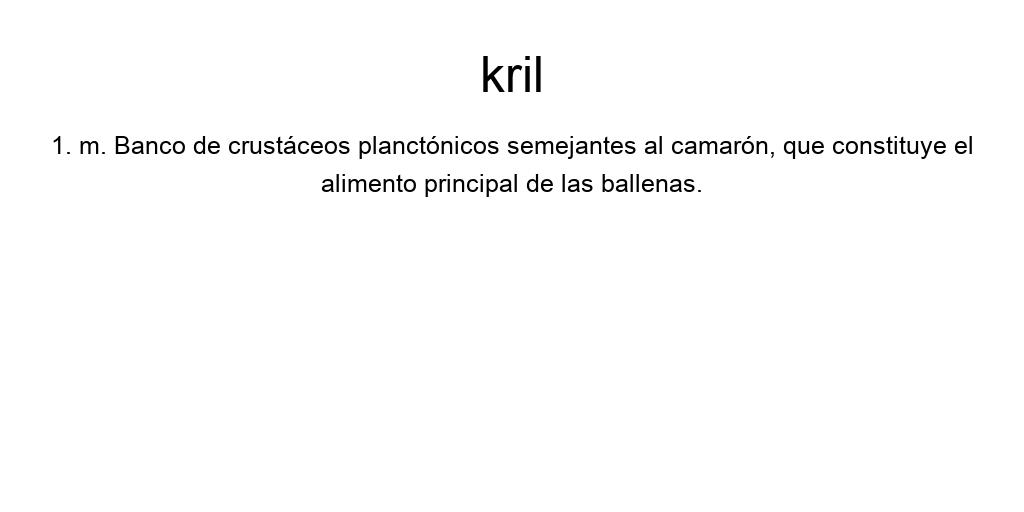 kril
1. m. Banco de crustáceos planctónicos semejantes al camarón, que constituye el
alimento principal de las ballenas.